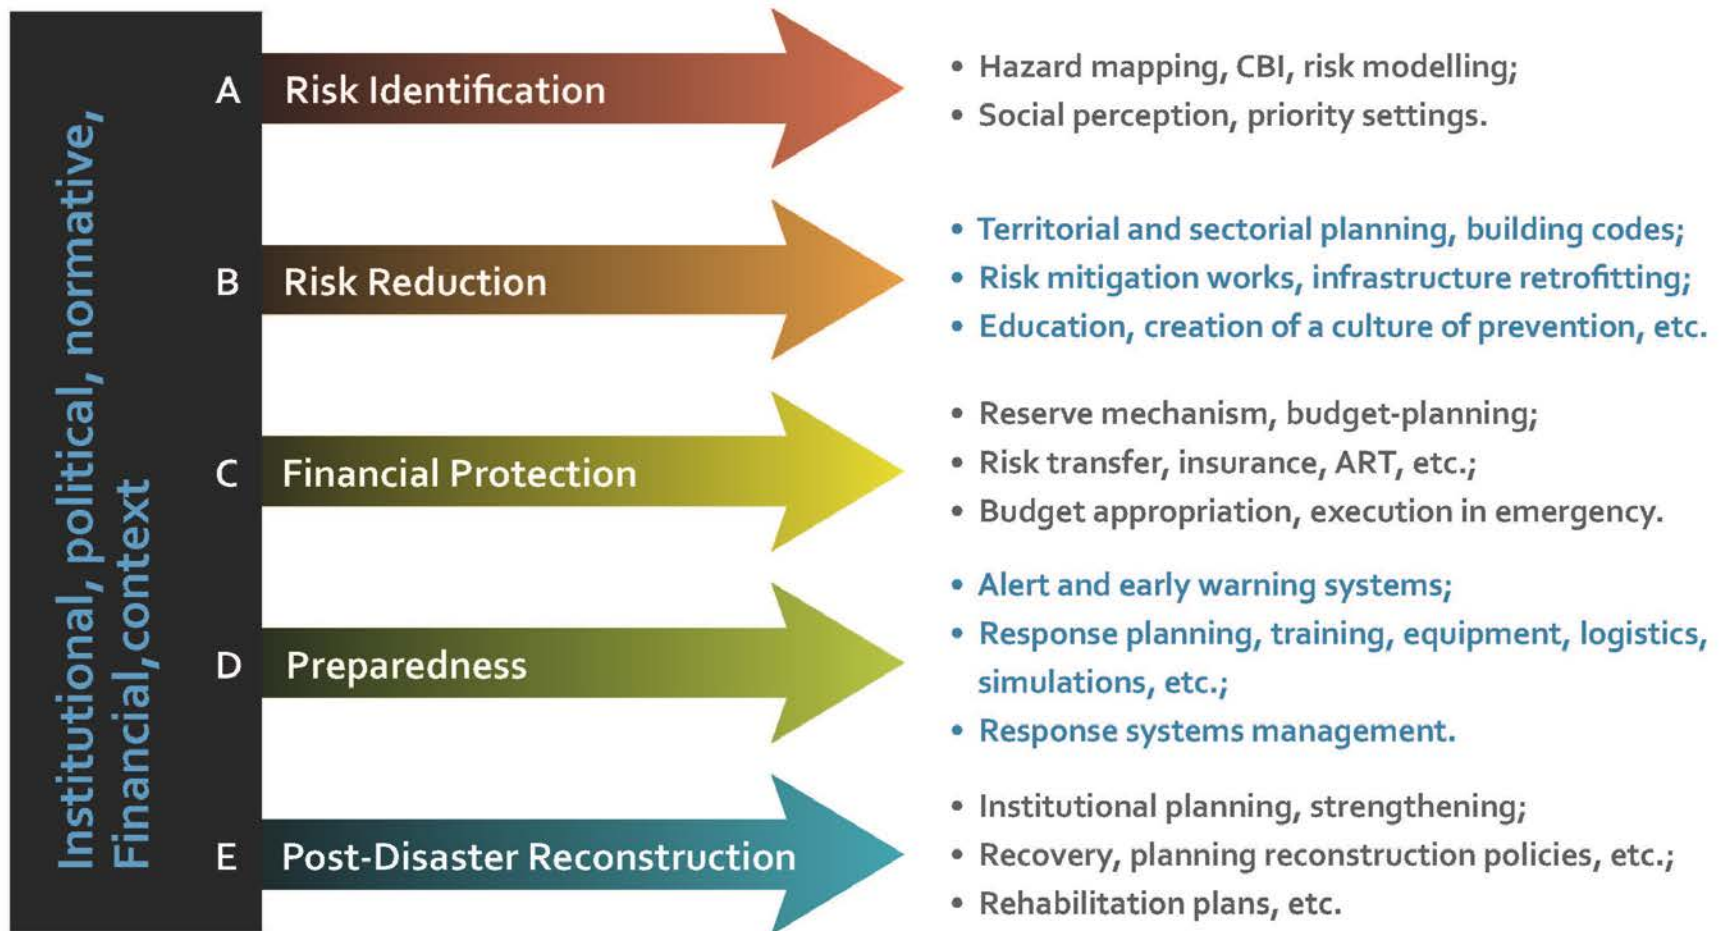 Institutional, political, normative,
Financial,context
A Risk Identification
• Hazard mapping, CBI, risk modelling;
• Social perception, priority settings.
B Risk Reduction
• Territorial and sectorial planning, building codes;
• Risk mitigation works, infrastructure retrofitting;
• Education, creation of a culture of prevention, etc.
C Financial Protection
• Reserve mechanism, budget-planning;
• Risk transfer, insurance, ART, etc.;
• Budget appropriation, execution in emergency.
D Preparedness
• Alert and early warning systems;
• Response planning, training, equipment, logistics,
simulations, etc.;
• Response systems management.
E Post-Disaster Reconstruction
• Institutional planning, strengthening;
• Recovery, planning reconstruction policies, etc.;
• Rehabilitation plans, etc.